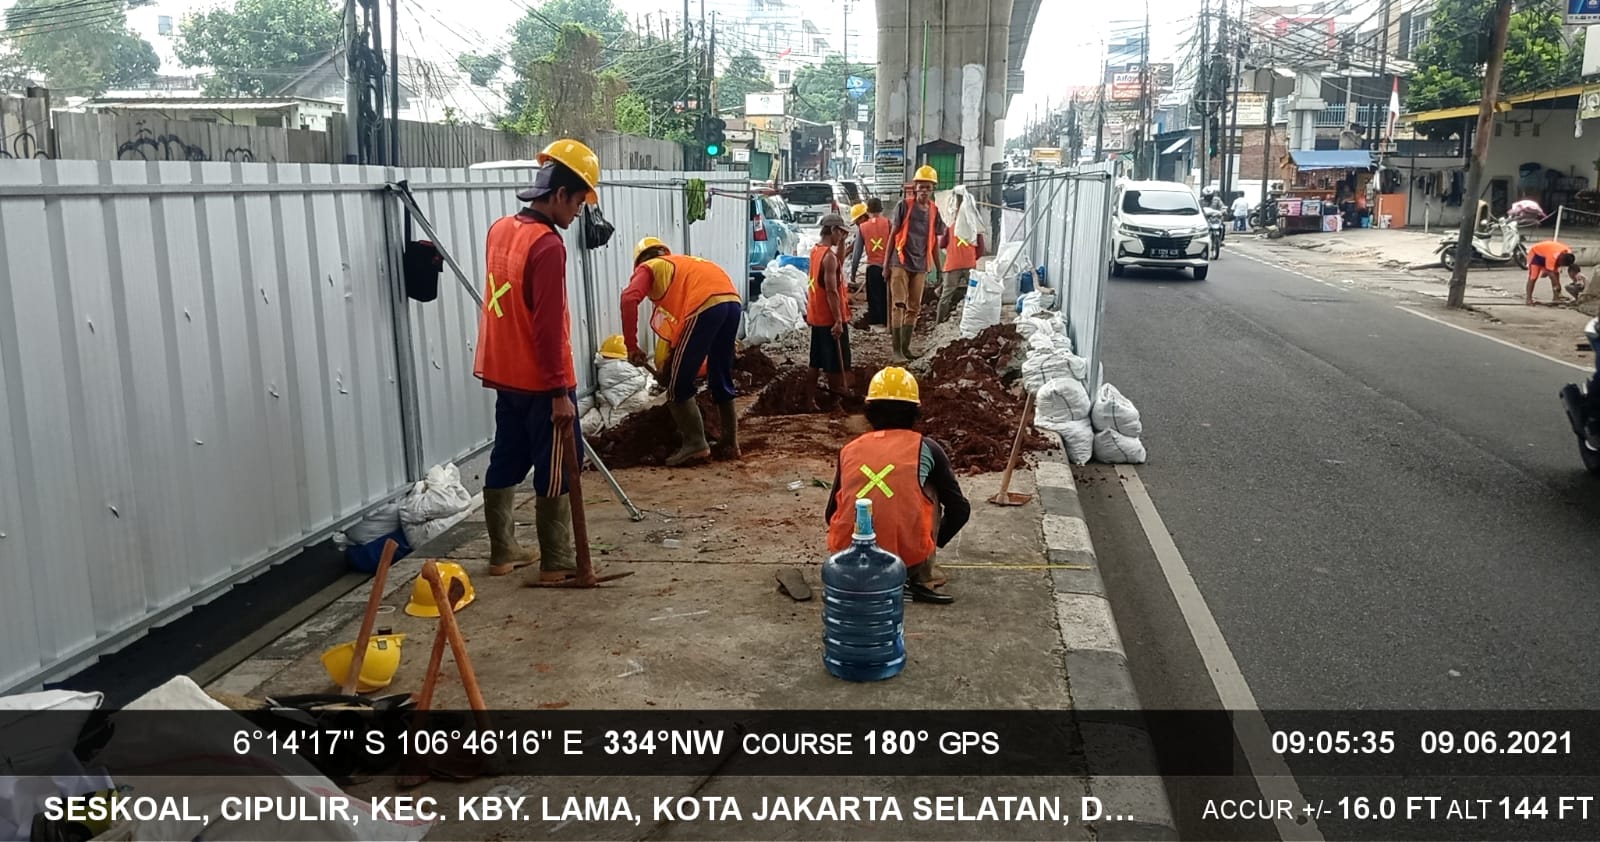 6°14'17" S 106°46'16" E 334°NW COURSE 180° GPS
09:05:35 09.06.2021
SESKOAL, CIPULIR, KEC. KBY. LAMA, KOTA JAKARTA SELATAN, D...
ACCUR +/- 16.0 FT ALT 144 FT